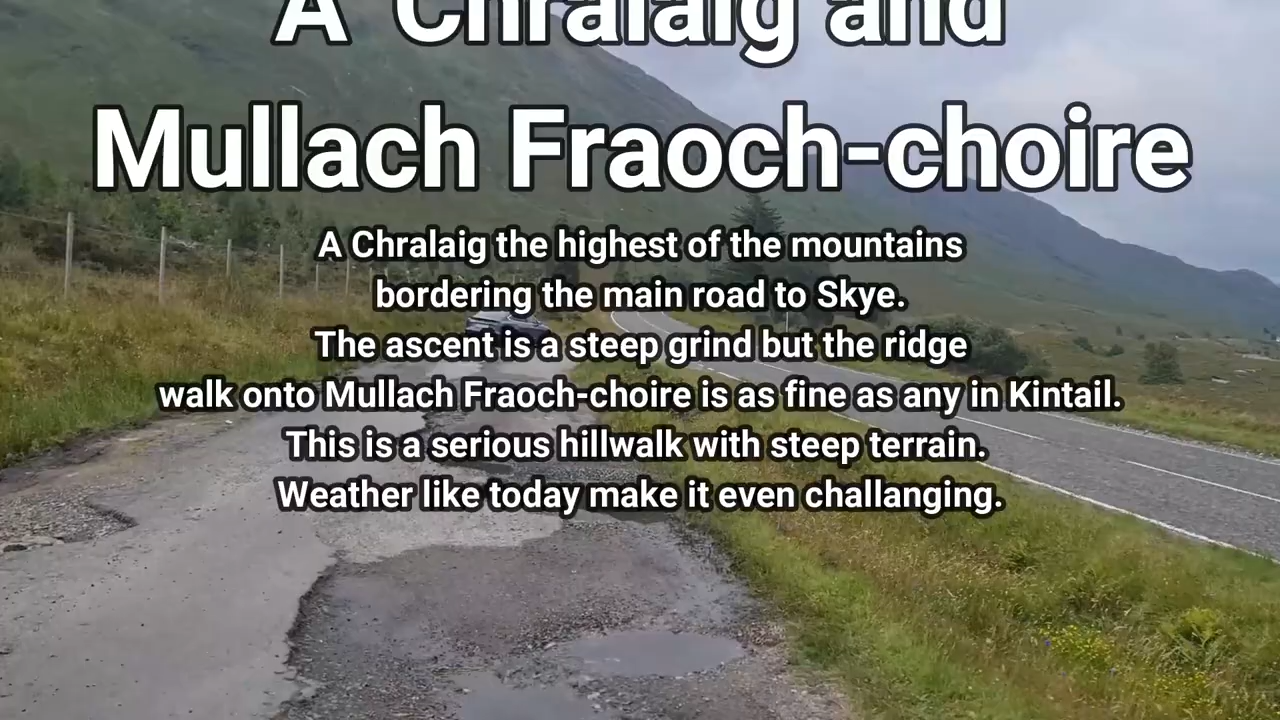 A' Chralaig and
Mullach Fraoch-choire
A Chralaig the highest of the mountains
bordering the main road to Skye.
The ascent is a steep grind but the ridge
walk onto Mullach Fraoch-choire is as fine as any in Kintail.
This is a serious hillwalk with steep terrain.
Weather like today make it even challanging.